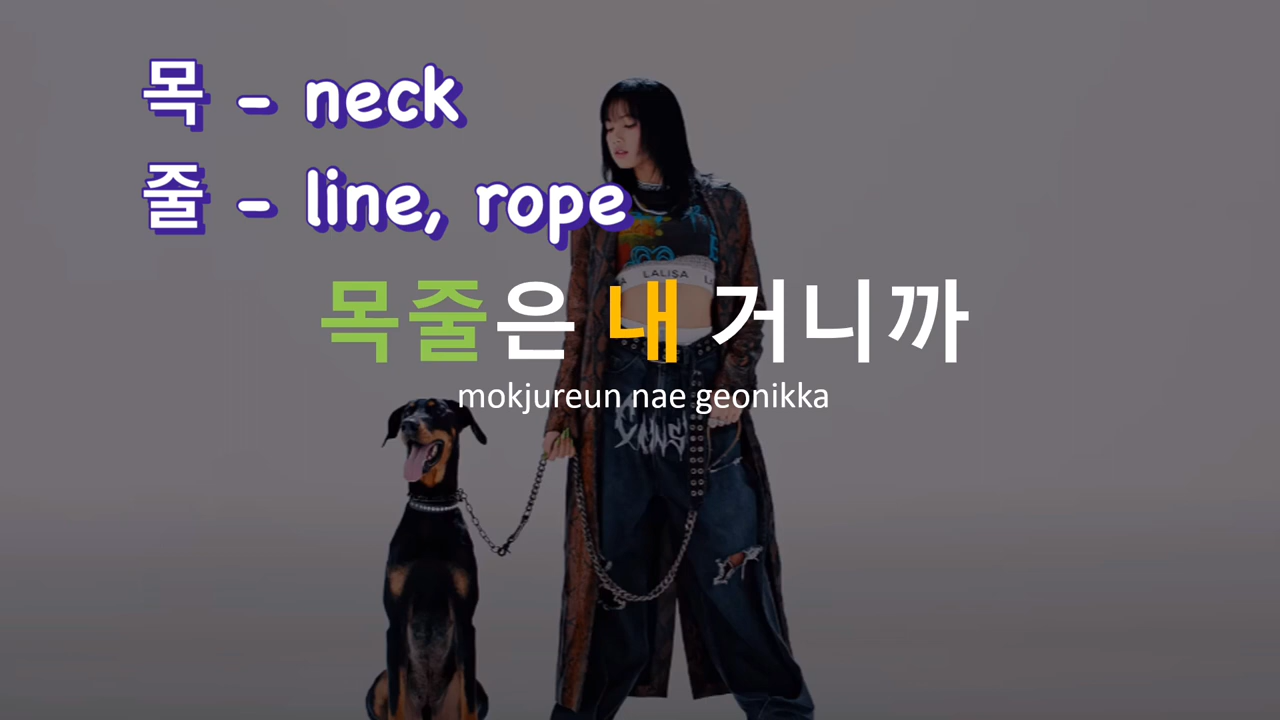 목 - neck
줄 - line, rope
LALISA
목줄은 내 거니까
mokjureun nae geonikka